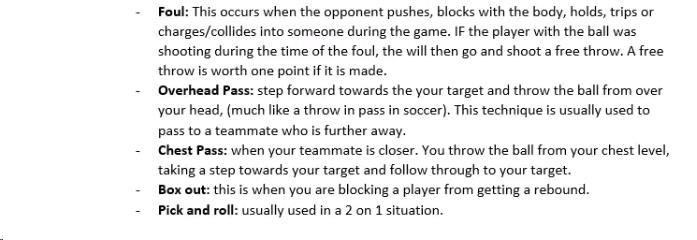 - Foul: This occurs when the opponent pushes, blocks with the body, holds, trips or
charges/collides into someone during the game. IF the player with the ball was
shooting during the time of the foul, the will then go and shoot a free throw. A free
throw is worth one point if it is made.
- Overhead Pass: step forward towards the your target and throw the ball from over
your head, (much like a throw in pass in soccer). This technique is usually used to
pass to a teammate who is further away.
- Chest Pass: when your teammate is closer. You throw the ball from your chest level,
taking a step towards your target and follow through to your target.
- Box out: this is when you are blocking a player from getting a rebound.
- Pick and roll: usually used in a 2 on 1 situation.